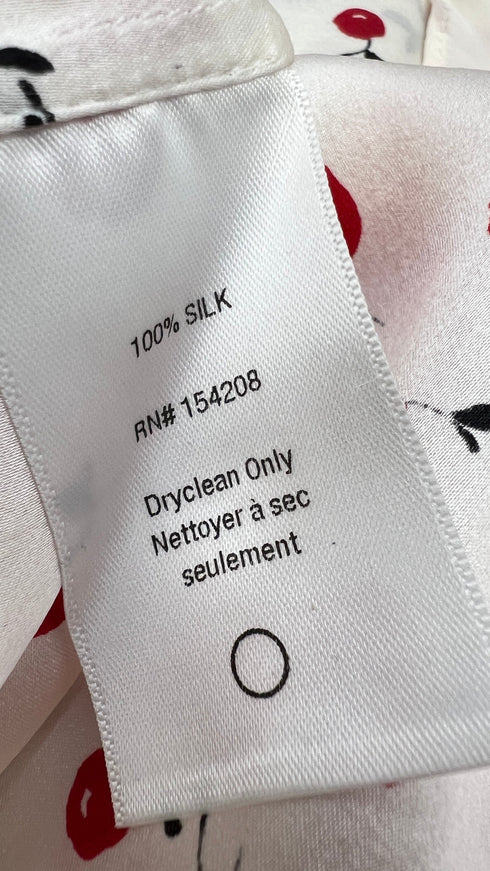 100% SILK
RN# 154208
Dryclean Only
Nettoyer à sec
seulement